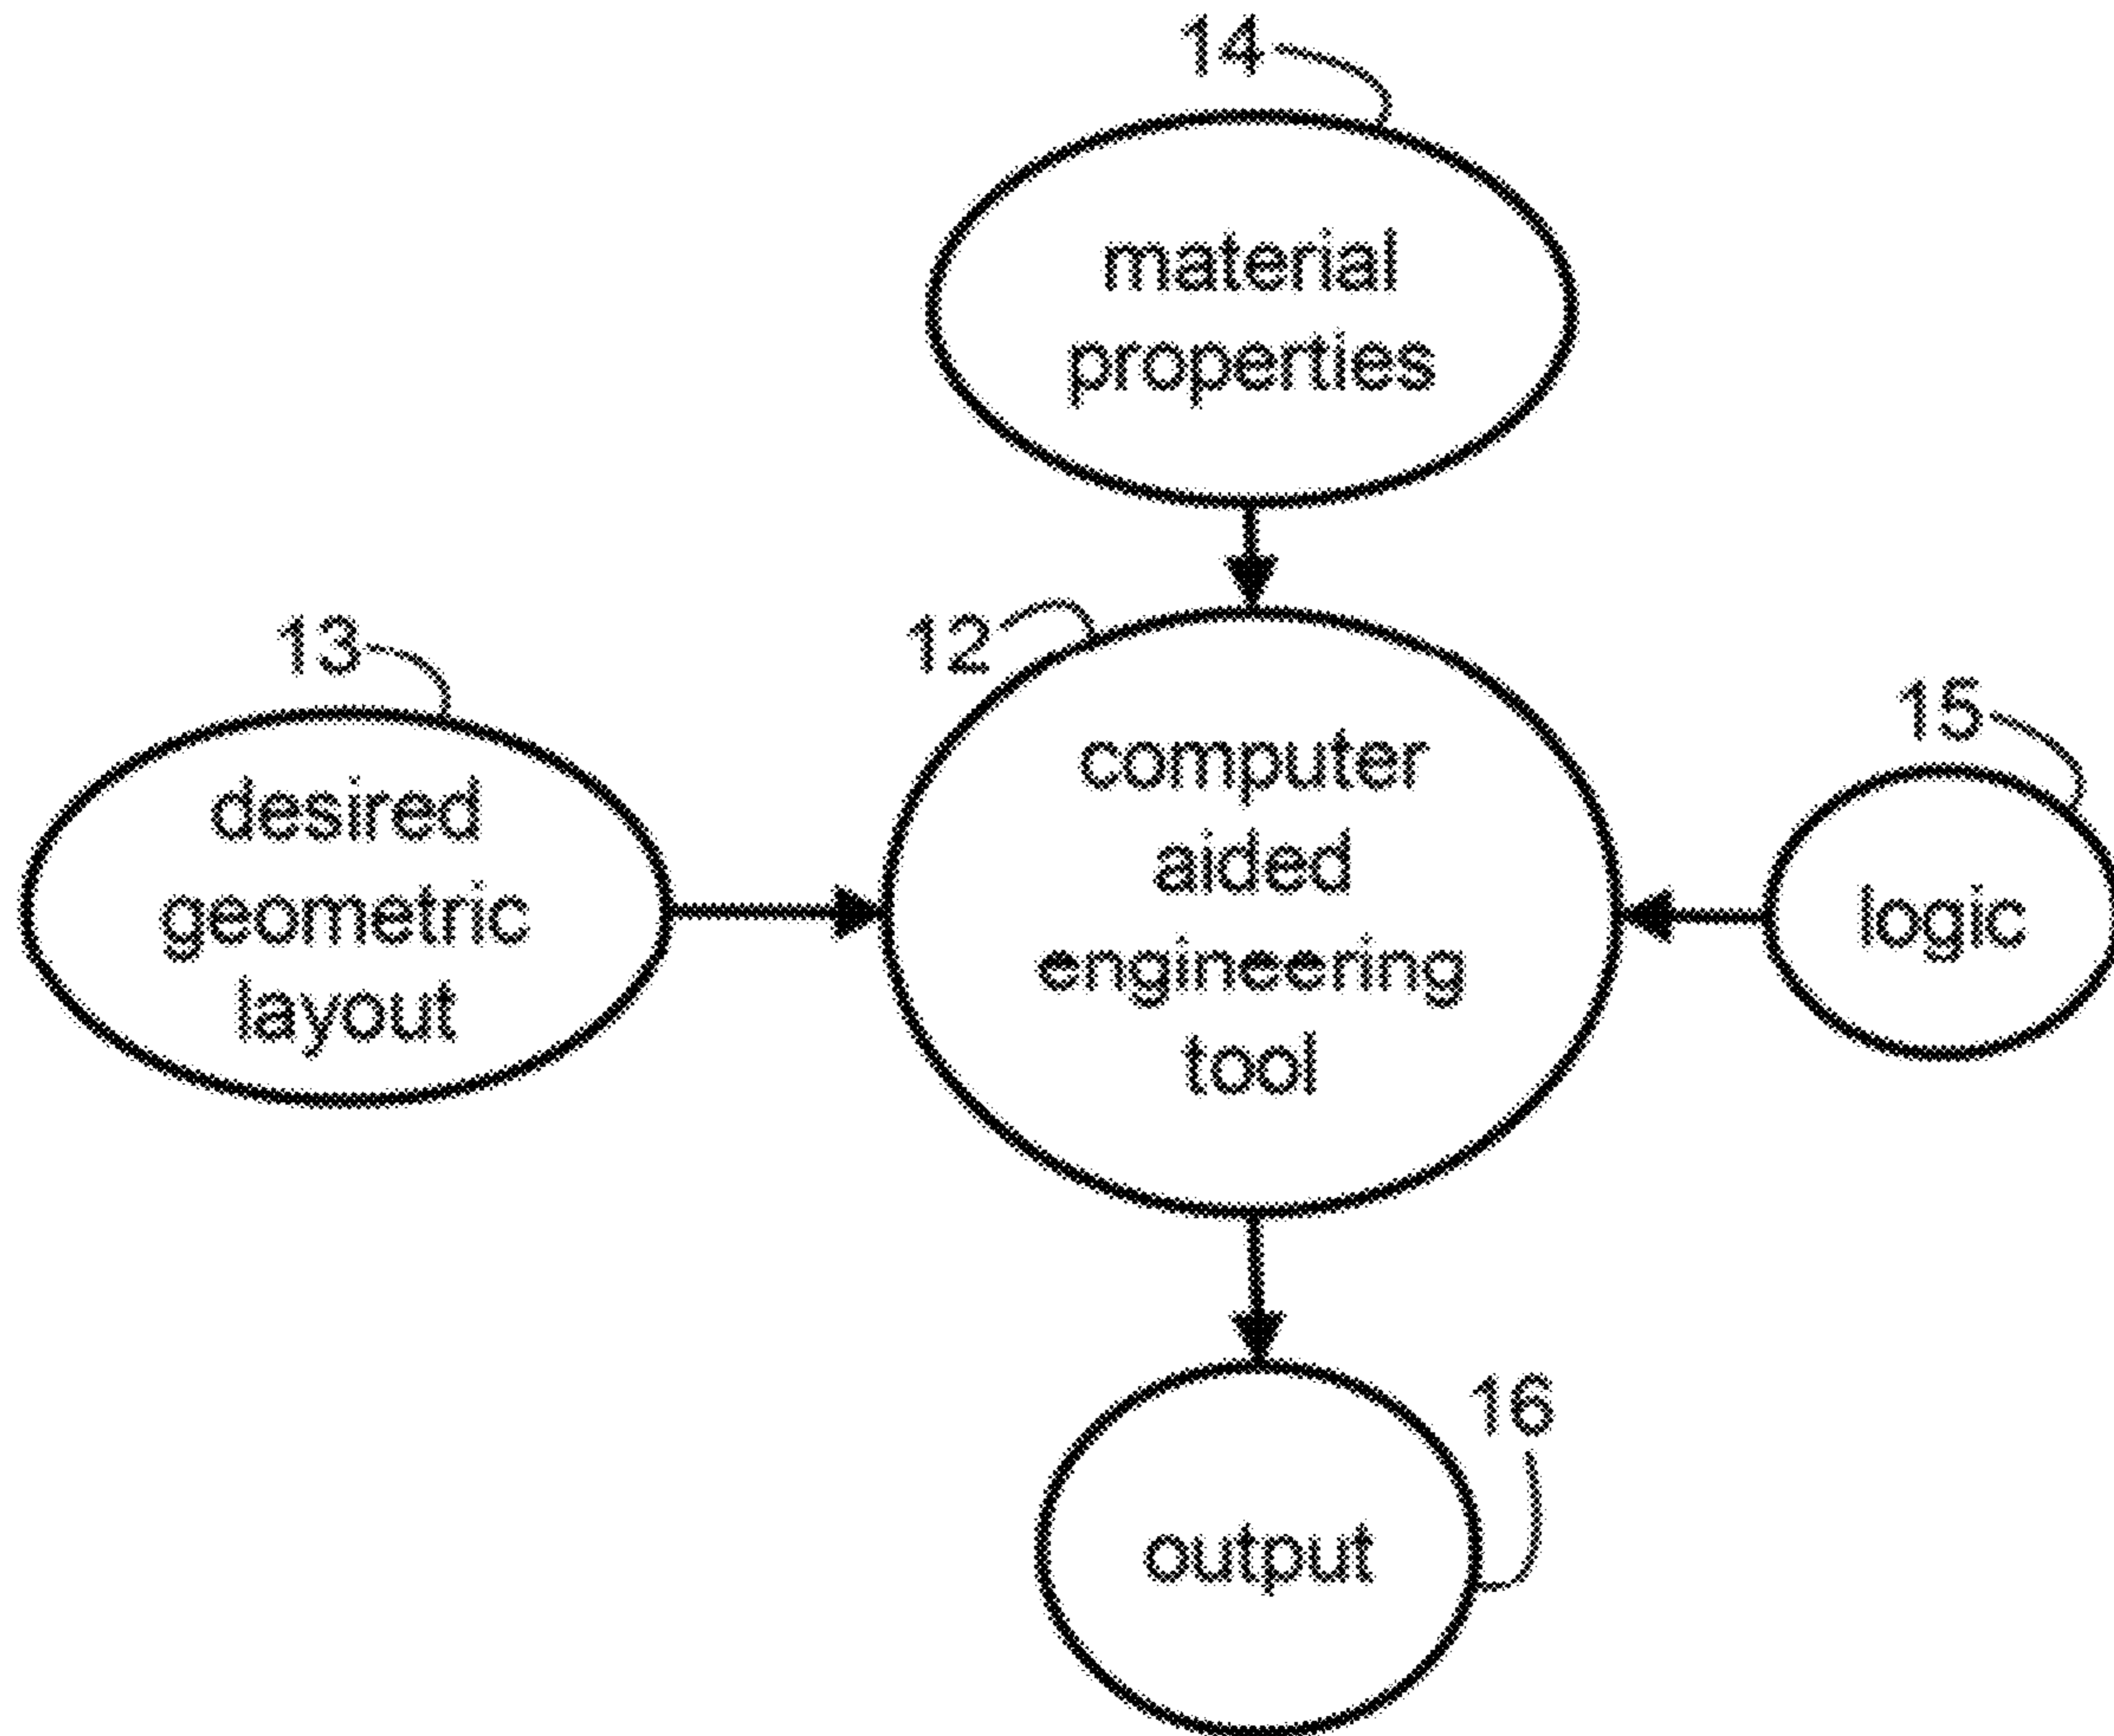 14
material
properties
13
12
15
desired
geometric
layout
computer
aided
engineering
tool
logic
16
output